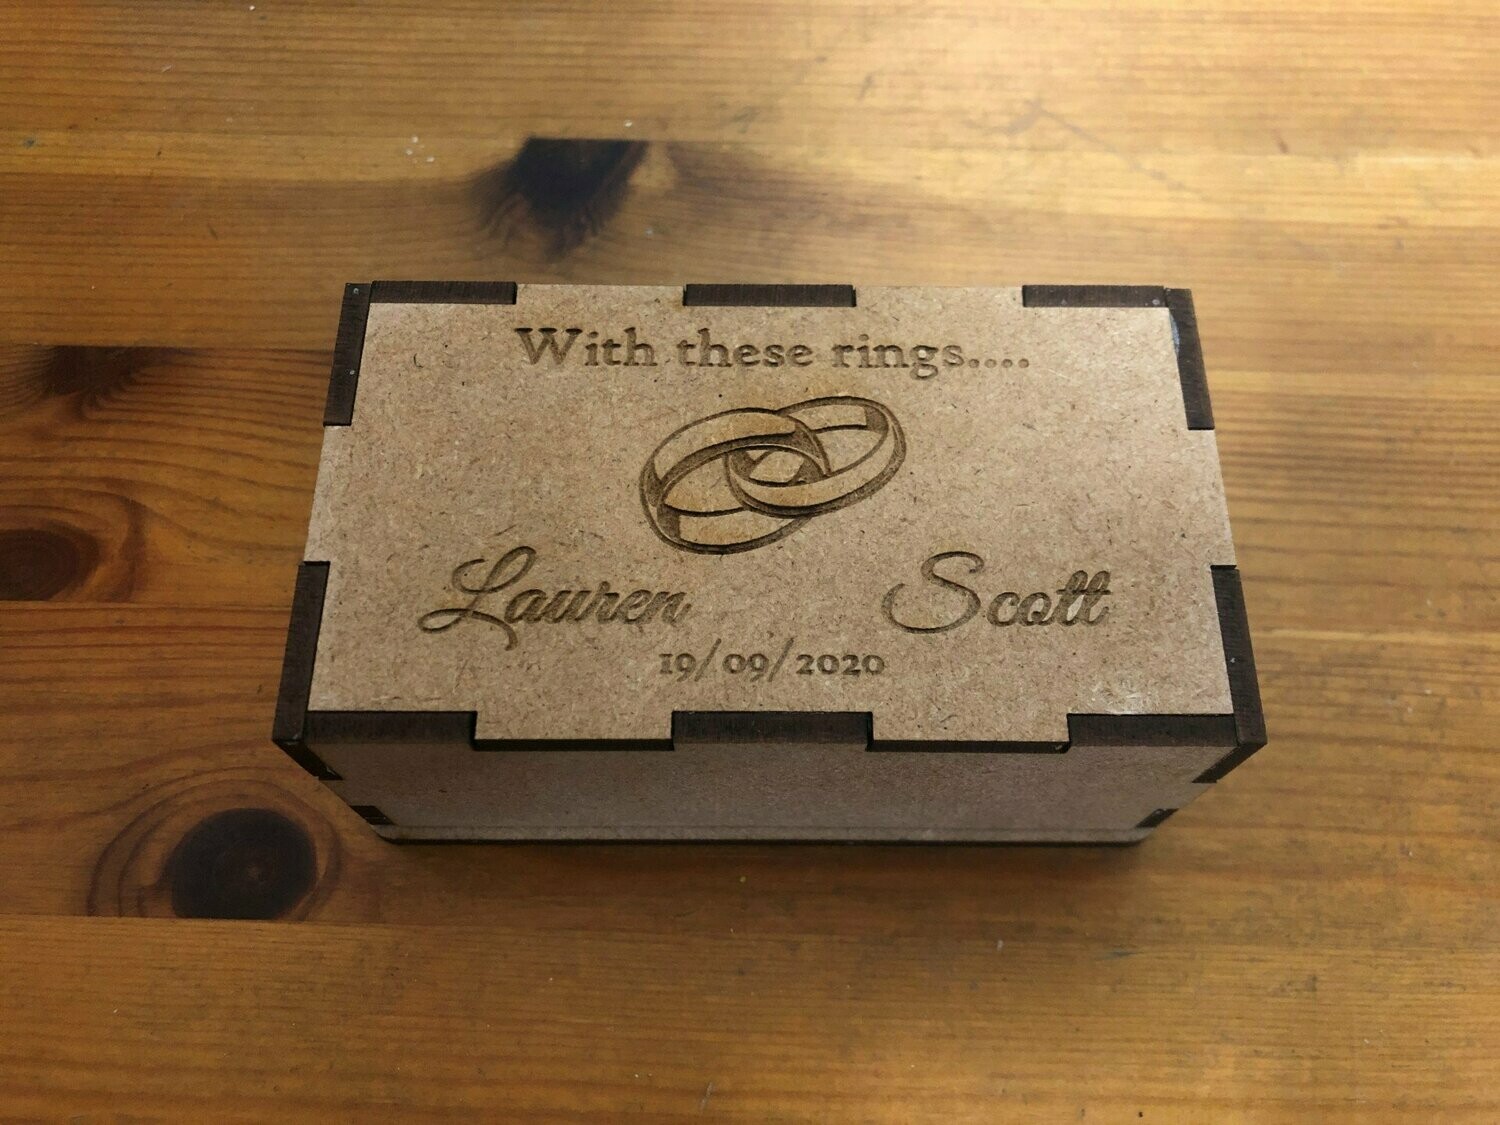 With these rings....
Lauren Scott
19/09/2020